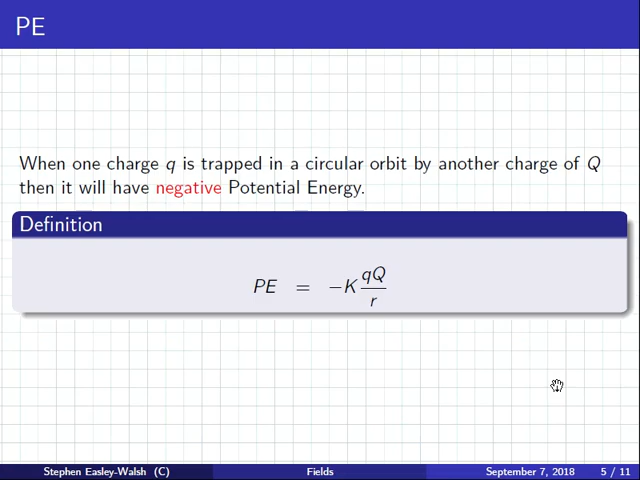 PE
When one charge q is trapped in a circular orbit by another charge of Q
then it will have negative Potential Energy.
Definition
PE = −K qQ/r
Stephen Easley-Walsh (C) Fields September 7, 2018 5 / 11